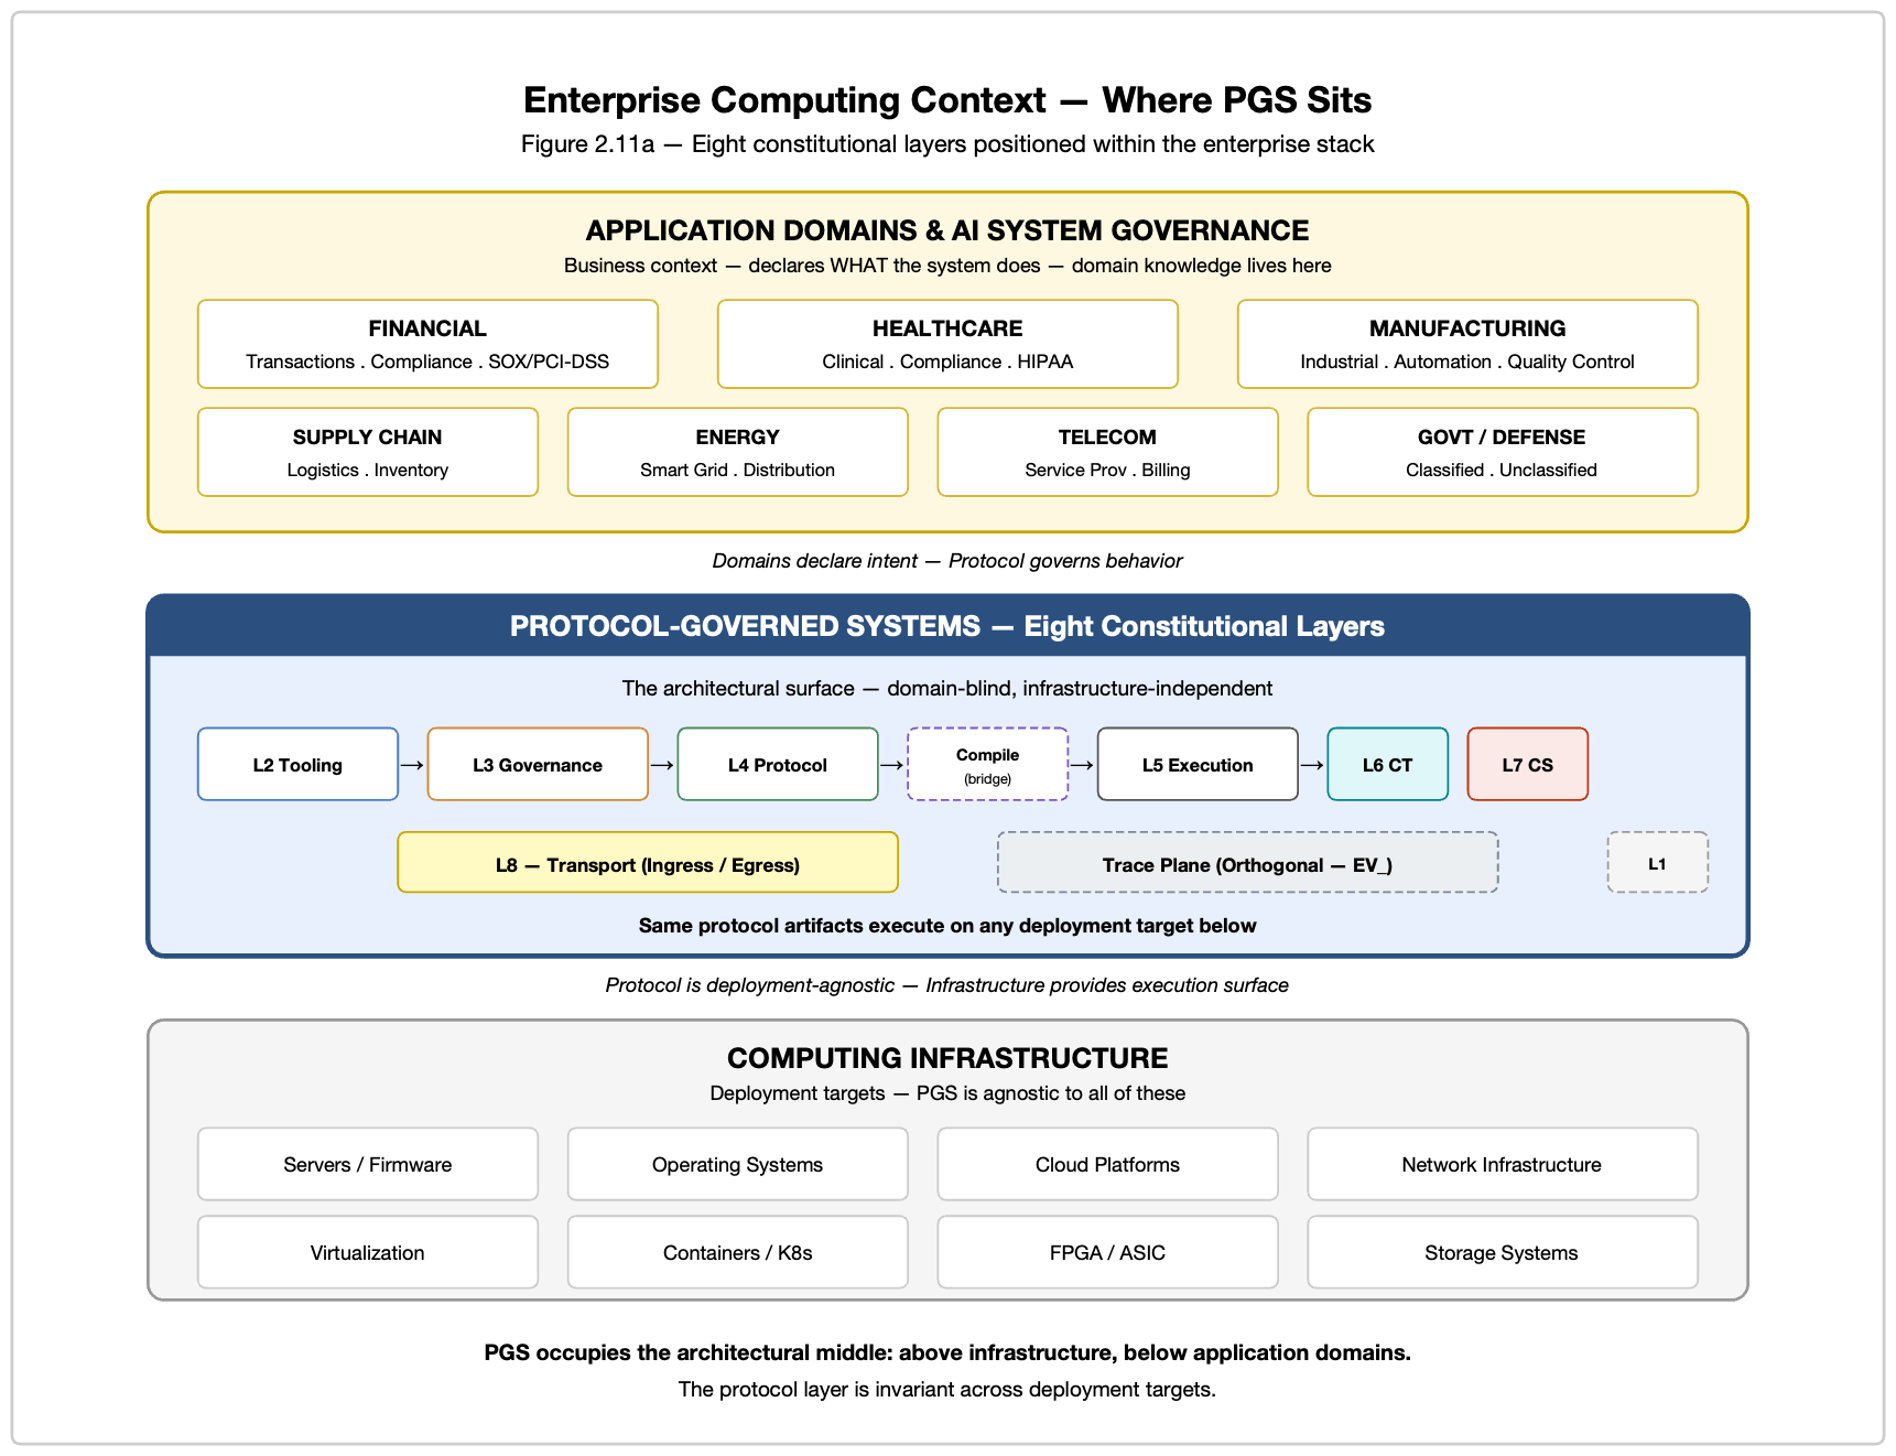 Enterprise Computing Context — Where PGS Sits
Figure 2.11a — Eight constitutional layers positioned within the enterprise stack
APPLICATION DOMAINS & AI SYSTEM GOVERNANCE
Business context — declares WHAT the system does — domain knowledge lives here
FINANCIAL
Transactions . Compliance . SOX/PCI-DSS
HEALTHCARE
Clinical . Compliance . HIPAA
MANUFACTURING
Industrial . Automation . Quality Control
SUPPLY CHAIN
Logistics . Inventory
ENERGY
Smart Grid . Distribution
TELECOM
Service Prov . Billing
GOVT / DEFENSE
Classified . Unclassified
Domains declare intent — Protocol governs behavior
PROTOCOL-GOVERNED SYSTEMS — Eight Constitutional Layers
The architectural surface — domain-blind, infrastructure-independent
L2 Tooling
→
L3 Governance
→
L4 Protocol
→
Compile
(bridge)
→
L5 Execution
→
L6 CT
L7 CS
L8 — Transport (Ingress / Egress)
Trace Plane (Orthogonal — EV_)
L1
Same protocol artifacts execute on any deployment target below
Protocol is deployment-agnostic — Infrastructure provides execution surface
COMPUTING INFRASTRUCTURE
Deployment targets — PGS is agnostic to all of these
Servers / Firmware
Operating Systems
Cloud Platforms
Network Infrastructure
Virtualization
Containers / K8s
FPGA / ASIC
Storage Systems
PGS occupies the architectural middle: above infrastructure, below application domains.
The protocol layer is invariant across deployment targets.